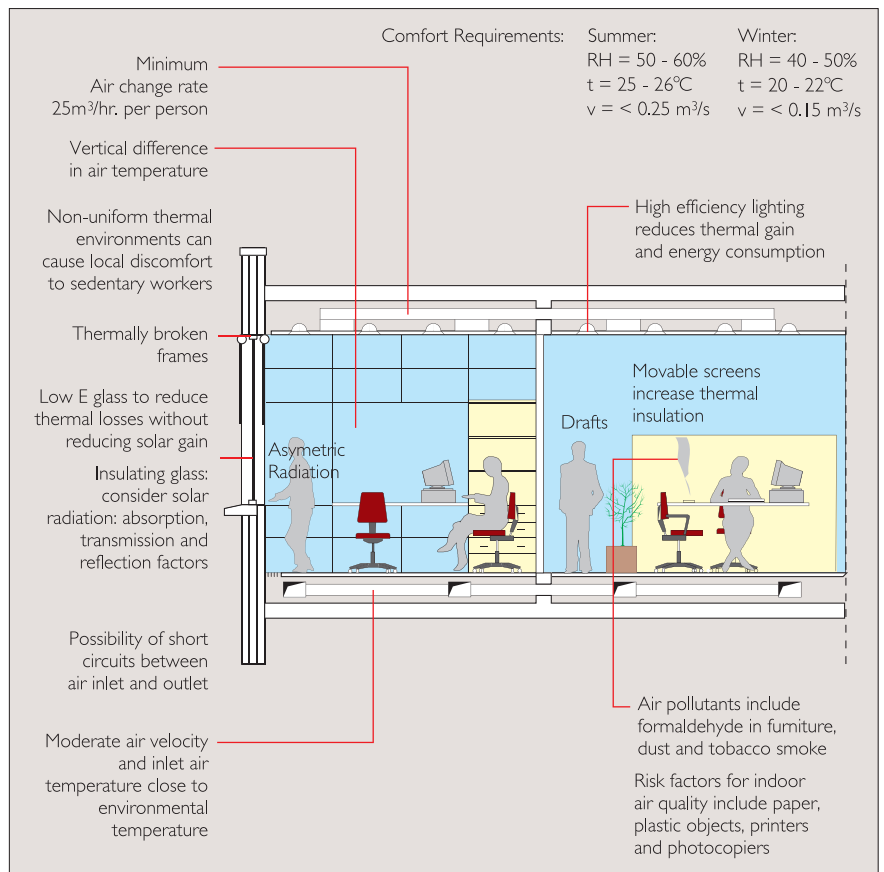 Comfort Requirements:
Summer:
RH = 50 - 60%
t = 25 - 26°C
v = < 0.25 m³/s
Winter:
RH = 40 - 50%
t = 20 - 22°C
v = < 0.15 m³/s
Minimum
Air change rate
25m³/hr. per person
Vertical difference
in air temperature
Non-uniform thermal
environments can
cause local discomfort
to sedentary workers
Thermally broken
frames
Low E glass to reduce
thermal losses without
reducing solar gain
Insulating glass:
consider solar
radiation: absorption,
transmission and
reflection factors
Possibility of short
circuits between
air inlet and outlet
Moderate air velocity
and inlet air
temperature close to
environmental
temperature
Asymetric
Radiation
Drafts
Movable screens
increase thermal
insulation
High efficiency lighting
reduces thermal gain
and energy consumption
Air pollutants include
formaldehyde in furniture,
dust and tobacco smoke
Risk factors for indoor
air quality include paper,
plastic objects, printers
and photocopiers